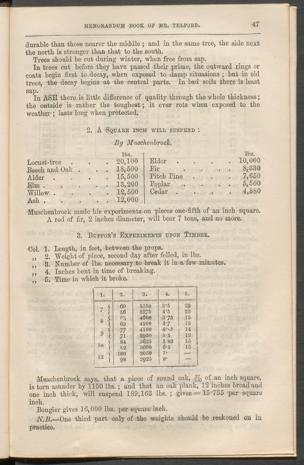 MEMORANDUM BOOK OF MR. TELFORD. 47
durable than those nearer the middle ; and in the same tree, the side next
the north is stronger than that to the south.
Trees should be cut during winter, when free from sap.
In trees cut before they have passed their prime, the outward rings or
coats begin first to decay, when exposed to damp situations ; but in old
trees, the decay begins at the central parts. In bad soils there is least
sap.
In ASH there is little difference of quality through the whole thickness ;
the outside is rather the toughest ; it ever rots when exposed to the
weather ; lasts long when protected.
2. A SQUARE INCH WILL SUSPEND :
By Muschenbrock.
lbs. lbs.
Locust-tree . . . . 20,100 Elder . . . . 10,000
Beech and Oak . . . 18,500 Fir . . . . 8,330
Alder . . . . 15,500 Pitch Pine . . . 7,650
Elm . . . . 13,200 Poplar . . . . 5,500
Willow . . . . 12,500 Cedar . . . . 4,880
Ash . . . . 12,000
Muschenbrock made his experiments on pieces one-fifth of an inch square.
A rod of fir, 2 inches diameter, will bear 7 tons, and no more.
3. BUFFON'S EXPERIMENTS UPON TIMBER.
Col. 1. Length, in feet, between the props.
„ 2. Weight of piece, second day after felled, in lbs.
„ 3. Number of lbs. necessary to break it in a few minutes.
„ 4. Inches bent in time of breaking.
„ 5. Time in which it broke.
1. 2. 3. 4. 5.
7
8
9
10
12
Muschenbrock says, that a piece of sound oak, of an inch square,
is torn asunder by 1150 lbs. ; and that an oak plank, 12 inches broad and
one inch thick, will suspend 189,163 lbs. ; gives 15·755 per square
inch.
Bougier gives 16,000 lbs. per square inch.
N.B.—One third part only of the weights should be reckoned on in
practice.